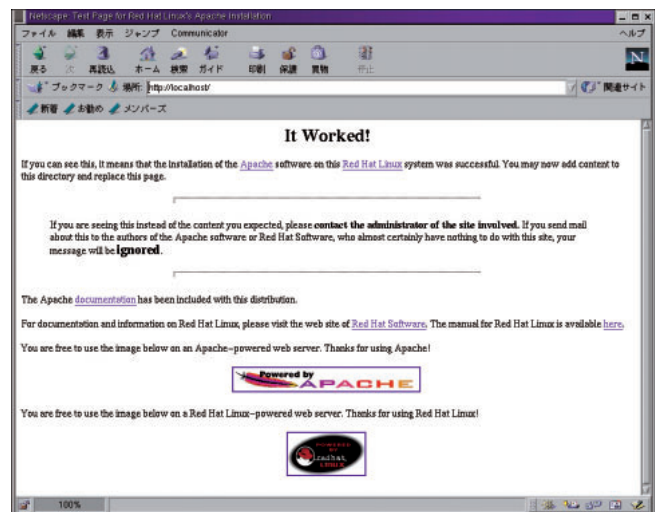 Netscape: Test Page for Red Hat Linux's Apache Installation
ファイル 編集 表示 ジャンプ Communicator ヘルプ
戻る 次 再読込 ホーム 検索 ガイド 印刷 保護 買物 停止
ブックマーク 場所: http://localhost/ 関連サイト
新着 お勧め メンバーズ
It Worked!
If you can see this, it means that the installation of the Apache software on this Red Hat Linux system was successful. You may now add content to
this directory and replace this page.
If you are seeing this instead of the content you expected, please contact the administrator of the site involved. If you send mail
about this to the authors of the Apache software or Red Hat Software, who almost certainly have nothing to do with this site, your
message will be ignored.
The Apache documentation has been included with this distribution.
For documentation and information on Red Hat Linux, please visit the web site of Red Hat Software. The manual for Red Hat Linux is available here.
You are free to use the image below on an Apache-powered web server. Thanks for using Apache!
Powered by
APACHE
You are free to use the image below on a Red Hat Linux-powered web server. Thanks for using Red Hat Linux!
POWERED
BY
redhat
LINUX
100%